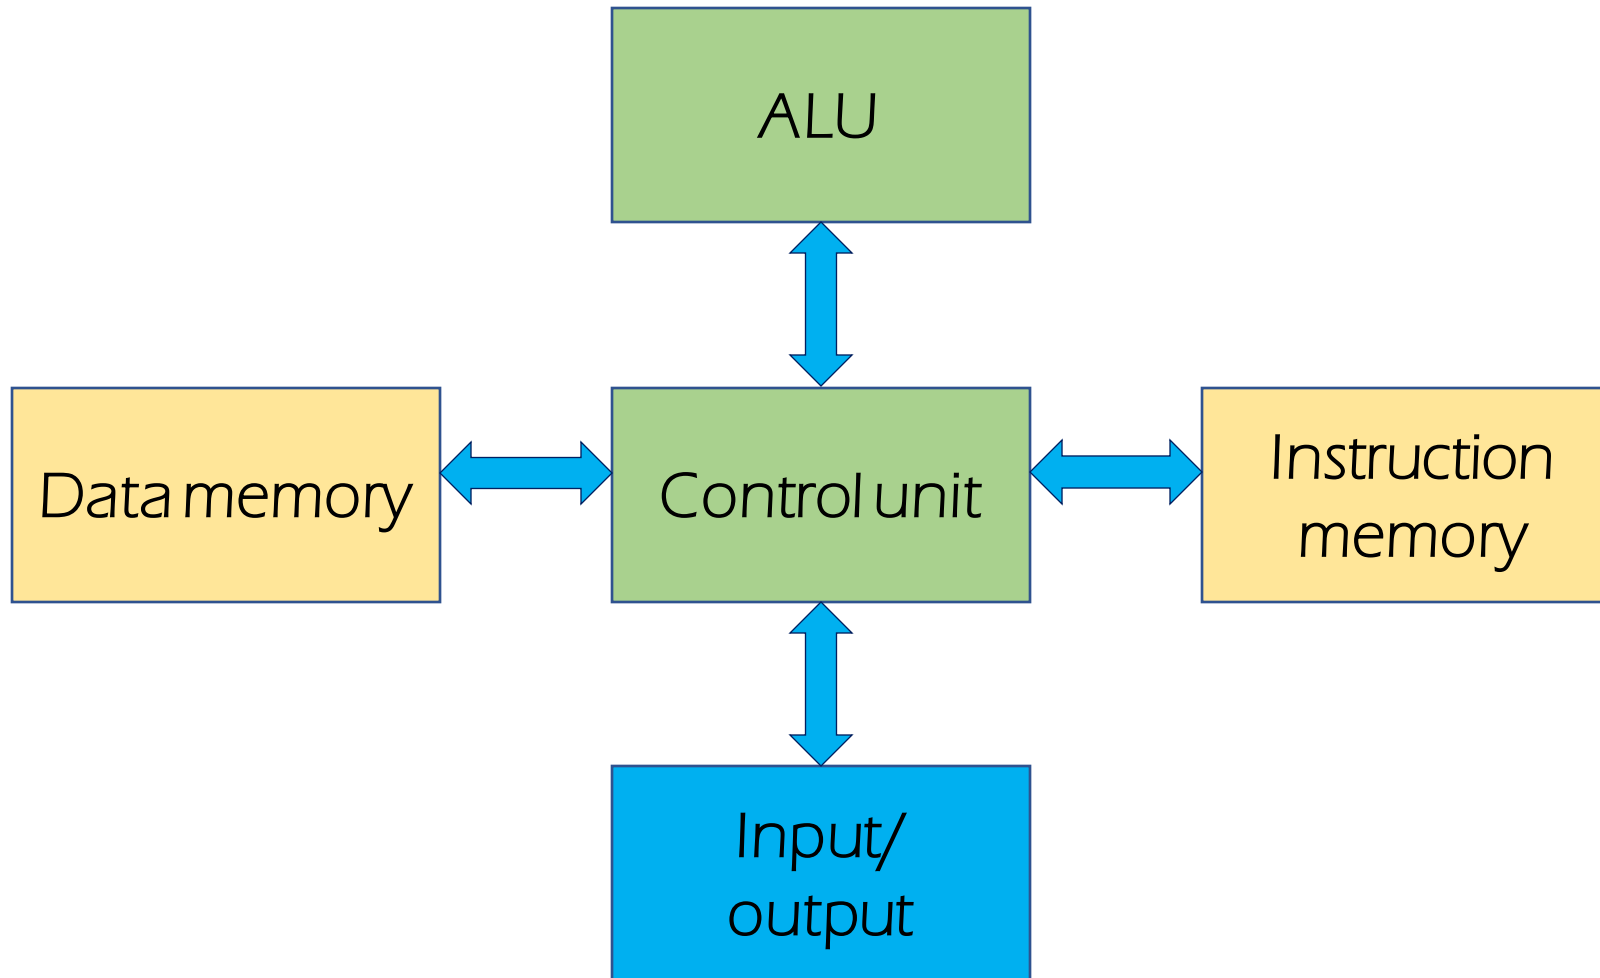 ALU
Data memory
Control unit
Instruction
memory
Input/
output